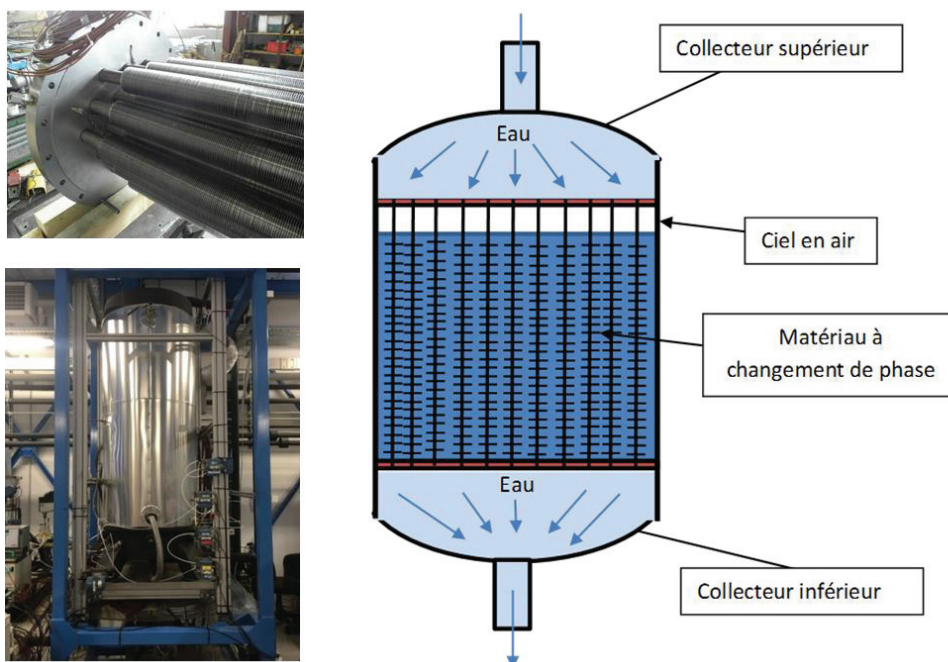 Collecteur supérieur
Eau
Ciel en air
Matériau à
changement de phase
Eau
Collecteur inférieur